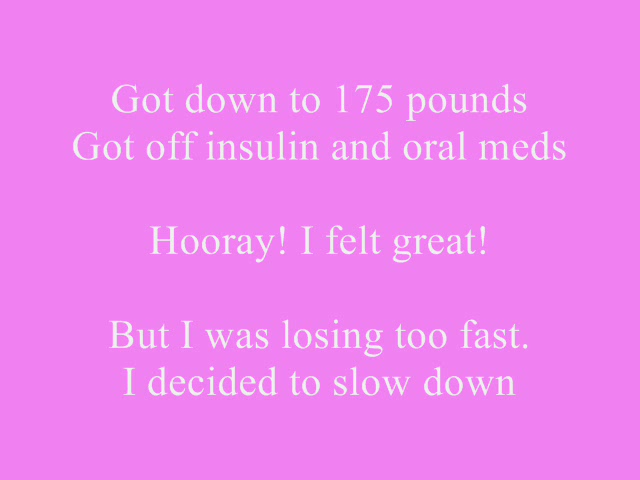 Got down to 175 pounds
Got off insulin and oral meds
Hooray! I felt great!
But I was losing too fast.
I decided to slow down